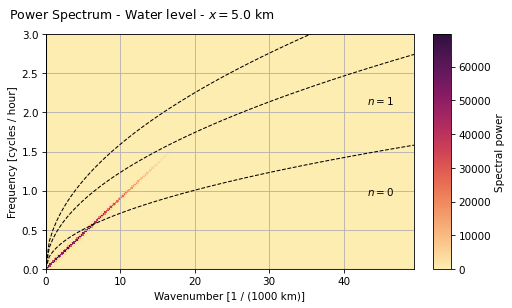 Power Spectrum - Water level - x = 5.0 km
3.0
2.5
2.0
1.5
1.0
0.5
0.0
Frequency [cycles / hour]
n = 1
n = 0
0 10 20 30 40
Wavenumber [1 / (1000 km)]
60000
50000
40000
30000
20000
10000
0
Spectral power